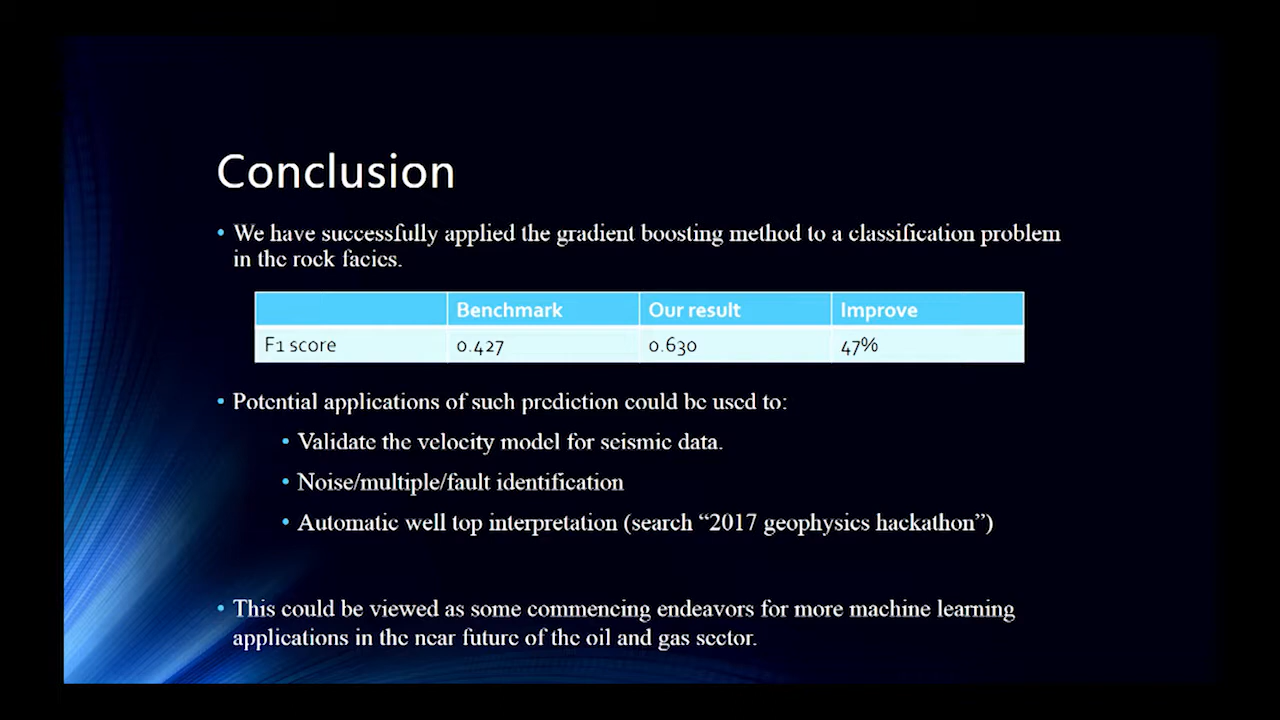 Conclusion
• We have successfully applied the gradient boosting method to a classification problem
in the rock facies.
Benchmark Our result Improve
F1 score 0.427 0.630 47%
• Potential applications of such prediction could be used to:
• Validate the velocity model for seismic data.
• Noise/multiple/fault identification
• Automatic well top interpretation (search “2017 geophysics hackathon”)
• This could be viewed as some commencing endeavors for more machine learning
applications in the near future of the oil and gas sector.